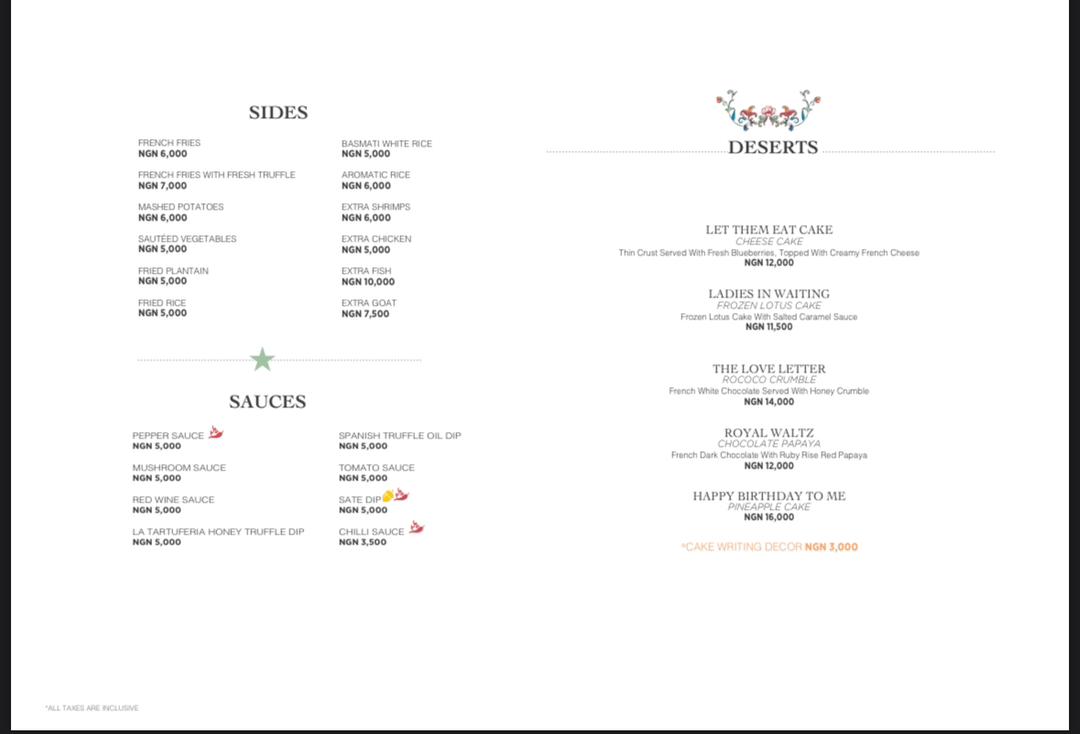 SIDES
FRENCH FRIES
NGN 6,000
FRENCH FRIES WITH FRESH TRUFFLE
NGN 7,000
MASHED POTATOES
NGN 6,000
SAUTÉED VEGETABLES
NGN 5,000
FRIED PLANTAIN
NGN 5,000
FRIED RICE
NGN 5,000
BASMATI WHITE RICE
NGN 5,000
AROMATIC RICE
NGN 6,000
EXTRA SHRIMPS
NGN 6,000
EXTRA CHICKEN
NGN 5,000
EXTRA FISH
NGN 10,000
EXTRA GOAT
NGN 7,500
SAUCES
PEPPER SAUCE
NGN 5,000
MUSHROOM SAUCE
NGN 5,000
RED WINE SAUCE
NGN 5,000
LA TARTUFERIA HONEY TRUFFLE DIP
NGN 5,000
SPANISH TRUFFLE OIL DIP
NGN 5,000
TOMATO SAUCE
NGN 5,000
SATE DIP
NGN 5,000
CHILLI SAUCE
NGN 3,500
*ALL TAXES ARE INCLUSIVE
DESERTS
LET THEM EAT CAKE
CHEESE CAKE
Thin Crust Served With Fresh Blueberries, Topped With Creamy French Cheese
NGN 12,000
LADIES IN WAITING
FROZEN LOTUS CAKE
Frozen Lotus Cake With Salted Caramel Sauce
NGN 11,500
THE LOVE LETTER
ROCOCO CRUMBLE
French White Chocolate Served With Honey Crumble
NGN 14,000
ROYAL WALTZ
CHOCOLATE PAPAYA
French Dark Chocolate With Ruby Rise Red Papaya
NGN 12,000
HAPPY BIRTHDAY TO ME
PINEAPPLE CAKE
NGN 16,000
*CAKE WRITING DECOR NGN 3,000